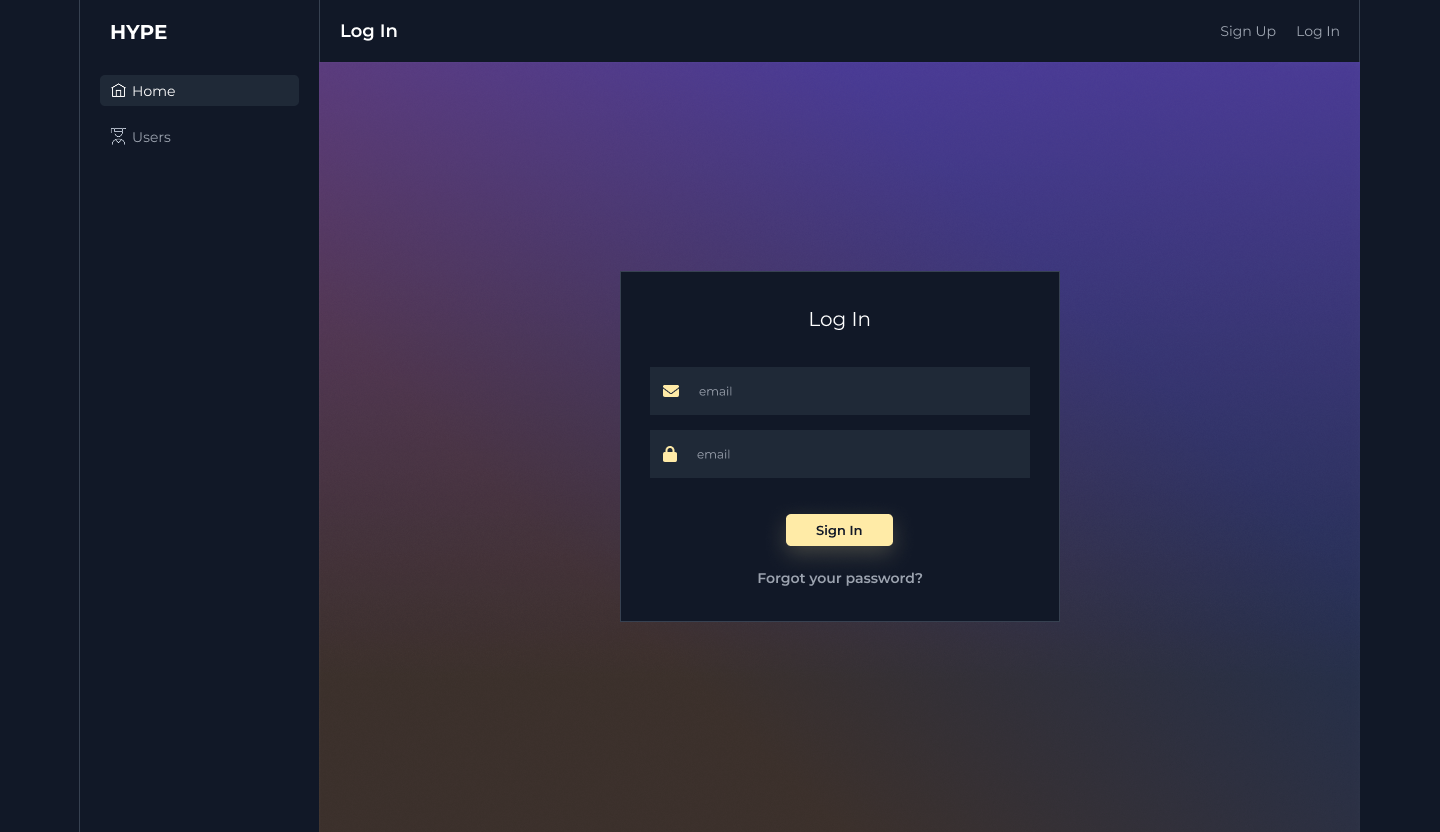 HYPE
Log In
Sign Up
Log In
Home
Users
Log In
email
email
Sign In
Forgot your password?